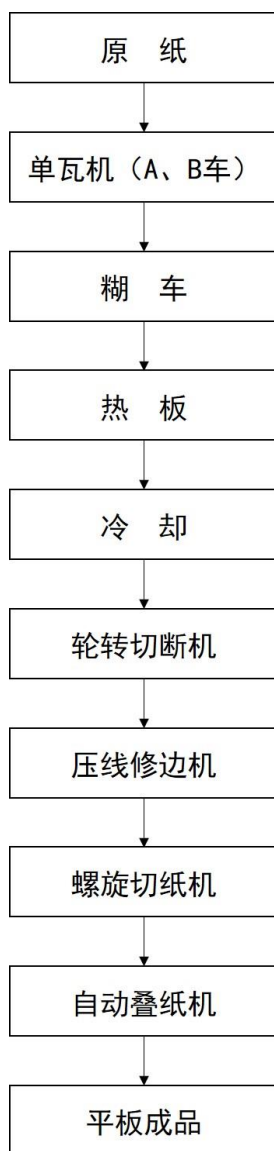 原 纸
单瓦机（A、B车）
糊 车
热 板
冷 却
轮转切断机
压线修边机
螺旋切纸机
自动叠纸机
平板成品